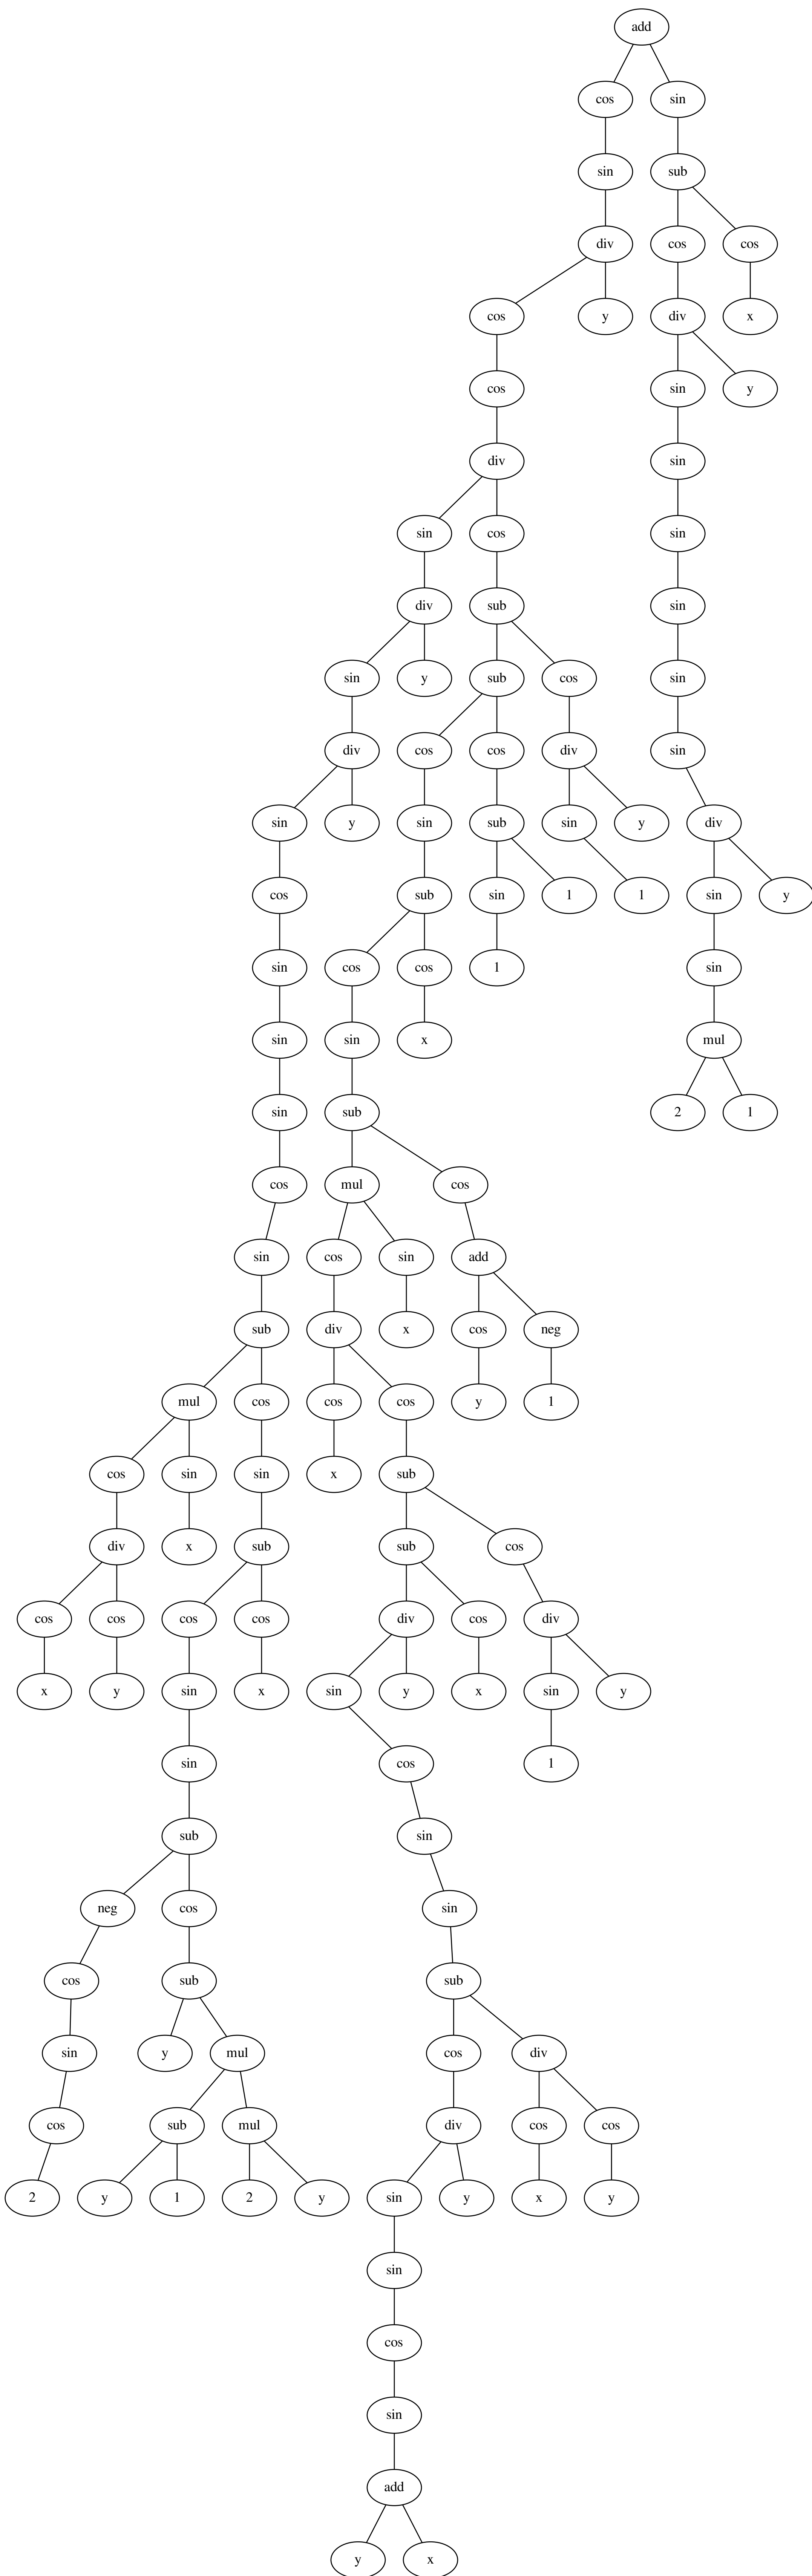 add
cos sin
sin sub
div cos cos
cos y div x
cos sin y
div sin
sin cos sin
div sub sin
sin y sub cos sin
div cos cos div sin
sin y sin sub sin y div
cos sub sin 1 1 sin y
sin cos cos 1 sin
sin sin x mul
sin sub 2 1
cos mul cos
sin cos sin add
sub div x cos neg
mul cos cos cos y 1
cos sin sin x sub
div x sub sub cos
cos cos cos cos div cos div
x y sin x sin y x sin y
sin cos 1
sub sin
neg cos sin
cos sub sub
sin y mul cos div
cos sub mul div cos cos
2 y 1 2 y sin y x y
sin
cos
sin
add
y x